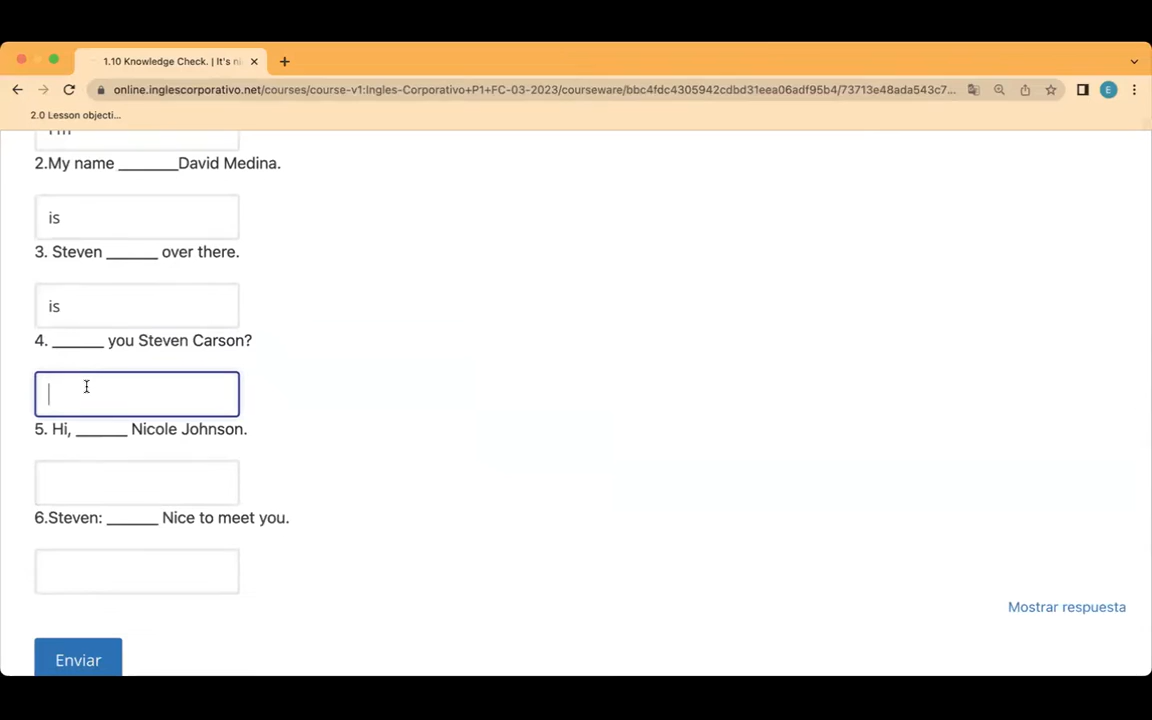 1.10 Knowledge Check. | It's ni
online.inglescorporativo.net/courses/course-v1:Ingles-Corporativo+P1+FC-03-2023/courseware/bbc4fdc4305942cdbd31eea06adf95b4/73713e48ada543c7...
E
2.0 Lesson objecti...
I'm
2.My name ________David Medina.
is
3. Steven ______ over there.
is
4. ______ you Steven Carson?
5. Hi, ______ Nicole Johnson.
6.Steven: ______ Nice to meet you.
Mostrar respuesta
Enviar